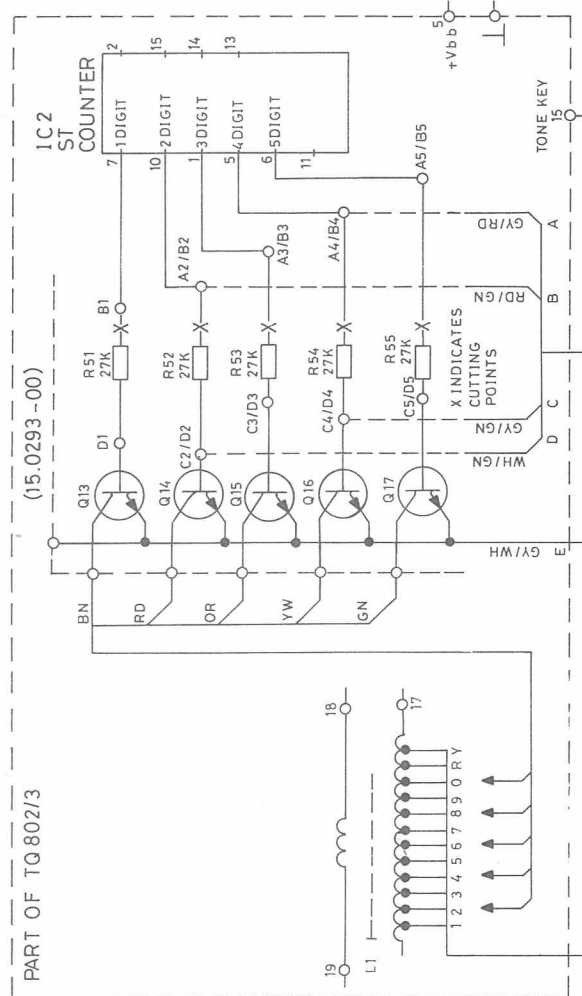 PART OF TQ 802/3
(15.0293-00)
IC2
ST
COUNTER
7
1 DIGIT
2
10
2 DIGIT
15
1
3 DIGIT
14
5
4 DIGIT
13
6
5 DIGIT
11
5
+Vbb
TONE KEY
15
B1
A2/B2
A3/B3
A4/B4
A5/B5
X
R51
27K
X
R52
27K
X
R53
27K
X
R54
27K
X
R55
27K
X INDICATES
CUTTING
POINTS
D1
C2/D2
C3/D3
C4/D4
C5/D5
Q13
Q14
Q15
Q16
Q17
GY/RD
A
RD/GN
B
GY/GN
C
WH/GN
D
GY/WH
E
BN
RD
OR
YW
GN
18
17
19
L1
1 2 3 4 5 6 7 8 9 0 R Y